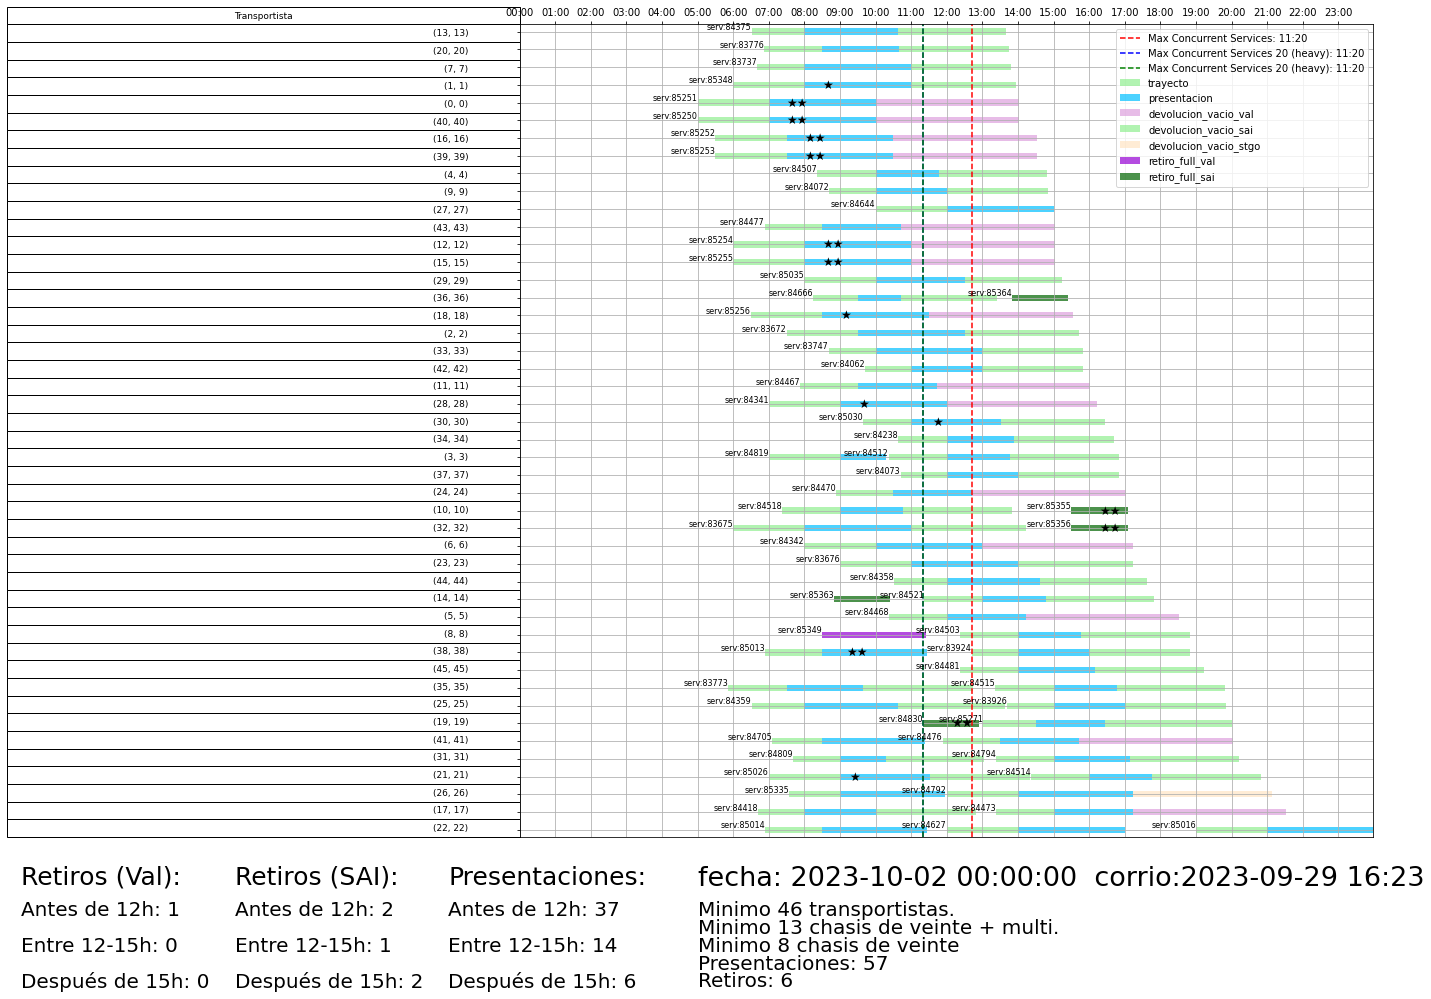 Transportista
00:00 01:00 02:00 03:00 04:00 05:00 06:00 07:00 08:00 09:00 10:00 11:00 12:00 13:00 14:00 15:00 16:00 17:00 18:00 19:00 20:00 21:00 22:00 23:00
Max Concurrent Services: 11:20
Max Concurrent Services 20 (heavy): 11:20
Max Concurrent Services 20 (heavy): 11:20
trayecto
presentacion
devolucion_vacio_val
devolucion_vacio_sai
devolucion_vacio_stgo
retiro_full_val
retiro_full_sai
(13, 13) serv:84375
(20, 20) serv:83776
(7, 7) serv:83737
(1, 1) serv:85348
(0, 0) serv:85251
(40, 40) serv:85250
(16, 16) serv:85252
(39, 39) serv:85253
(4, 4) serv:84507
(9, 9) serv:84072
(27, 27) serv:84644
(43, 43) serv:84477
(12, 12) serv:85254
(15, 15) serv:85255
(29, 29) serv:85035
(36, 36) serv:84666 serv:85364
(18, 18) serv:85256
(2, 2) serv:83672
(33, 33) serv:83747
(42, 42) serv:84062
(11, 11) serv:84467
(28, 28) serv:84341
(30, 30) serv:85030
(34, 34) serv:84238
(3, 3) serv:84819 serv:84512
(37, 37) serv:84073
(24, 24) serv:84470
(10, 10) serv:84518 serv:85355
(32, 32) serv:83675 serv:85356
(6, 6) serv:84342
(23, 23) serv:83676
(44, 44) serv:84358
(14, 14) serv:85363 serv:84521
(5, 5) serv:84468
(8, 8) serv:85349 serv:84503
(38, 38) serv:85013 serv:83924
(45, 45) serv:84481
(35, 35) serv:83773 serv:84515
(25, 25) serv:84359 serv:83926
(19, 19) serv:84830 serv:85271
(41, 41) serv:84705 serv:84476
(31, 31) serv:84809 serv:84794
(21, 21) serv:85026 serv:84514
(26, 26) serv:85335 serv:84792
(17, 17) serv:84418 serv:84473
(22, 22) serv:85014 serv:84627 serv:85016
Retiros (Val):
Antes de 12h: 1
Entre 12-15h: 0
Después de 15h: 0
Retiros (SAI):
Antes de 12h: 2
Entre 12-15h: 1
Después de 15h: 2
Presentaciones:
Antes de 12h: 37
Entre 12-15h: 14
Después de 15h: 6
fecha: 2023-10-02 00:00:00 corrio:2023-09-29 16:23
Minimo 46 transportistas.
Minimo 13 chasis de veinte + multi.
Minimo 8 chasis de veinte
Presentaciones: 57
Retiros: 6